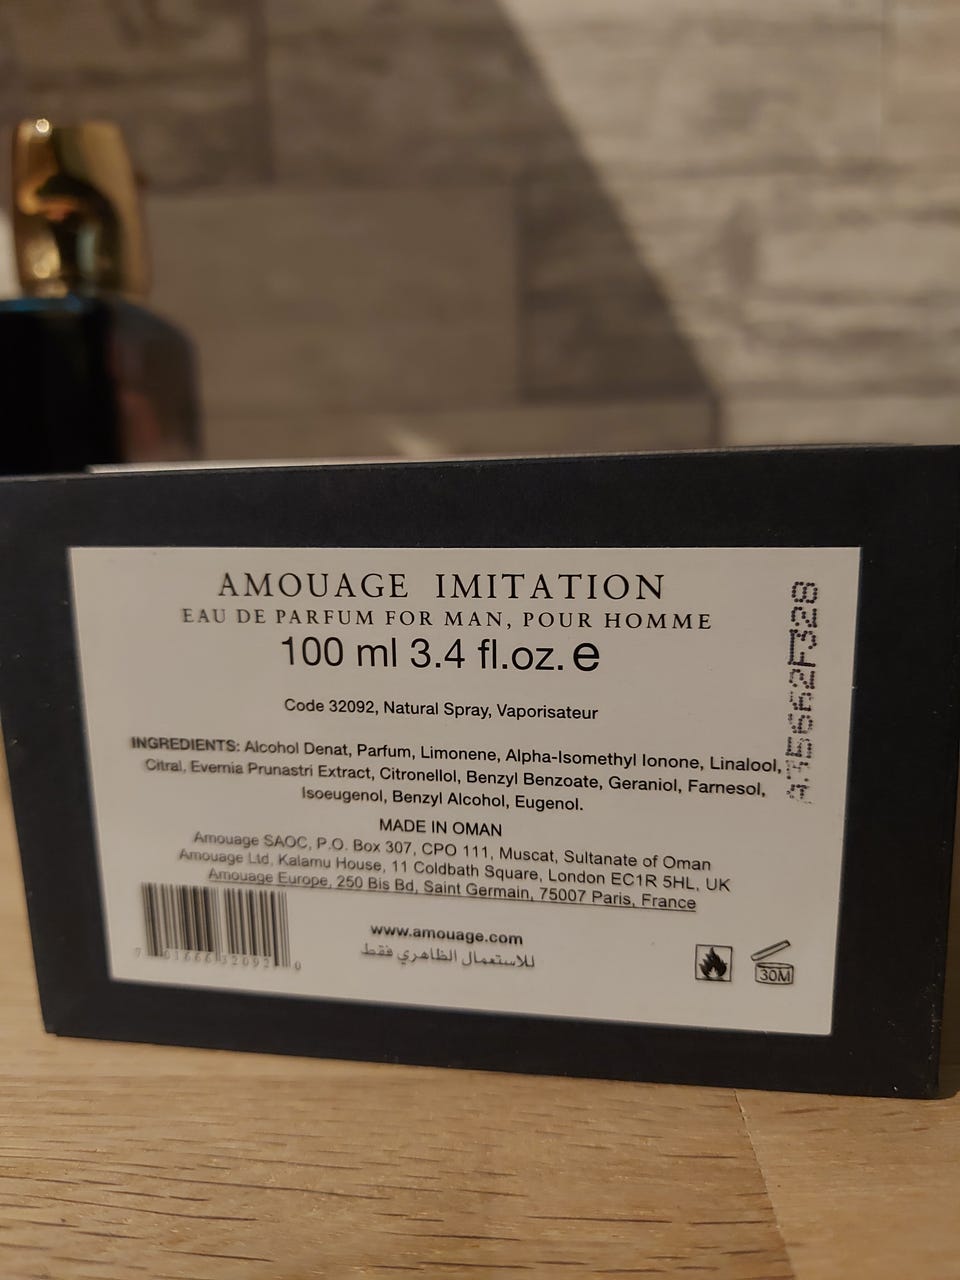 AMOUAGE IMITATION
EAU DE PARFUM FOR MAN, POUR HOMME
100 ml 3.4 fl.oz. e
Code 32092, Natural Spray, Vaporisateur
INGREDIENTS: Alcohol Denat, Parfum, Limonene, Alpha-Isomethyl Ionone, Linalool,
Citral, Evernia Prunastri Extract, Citronellol, Benzyl Benzoate, Geraniol, Farnesol,
Isoeugenol, Benzyl Alcohol, Eugenol.
MADE IN OMAN
Amouage SAOC, P.O. Box 307, CPO 111, Muscat, Sultanate of Oman
Amouage Ltd, Kalamu House, 11 Coldbath Square, London EC1R 5HL, UK
Amouage Europe, 250 Bis Bd, Saint Germain, 75007 Paris, France
www.amouage.com
للاستعمال الظاهري فقط
30M